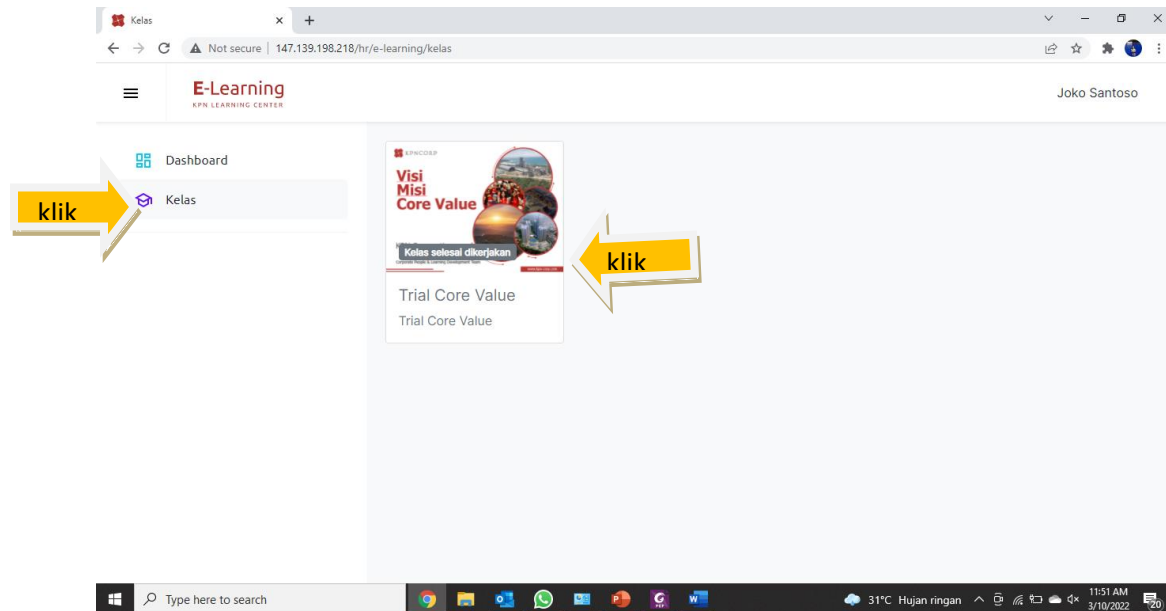 Kelas
Not secure | 147.139.198.218/hr/e-learning/kelas
E-Learning
KPN LEARNING CENTER
Joko Santoso
Dashboard
Kelas
klik
KPNCORP
Visi
Misi
Core Value
Kelas selesai dikerjakan
klik
Trial Core Value
Trial Core Value
Type here to search
31°C Hujan ringan
11:51 AM
3/10/2022
20